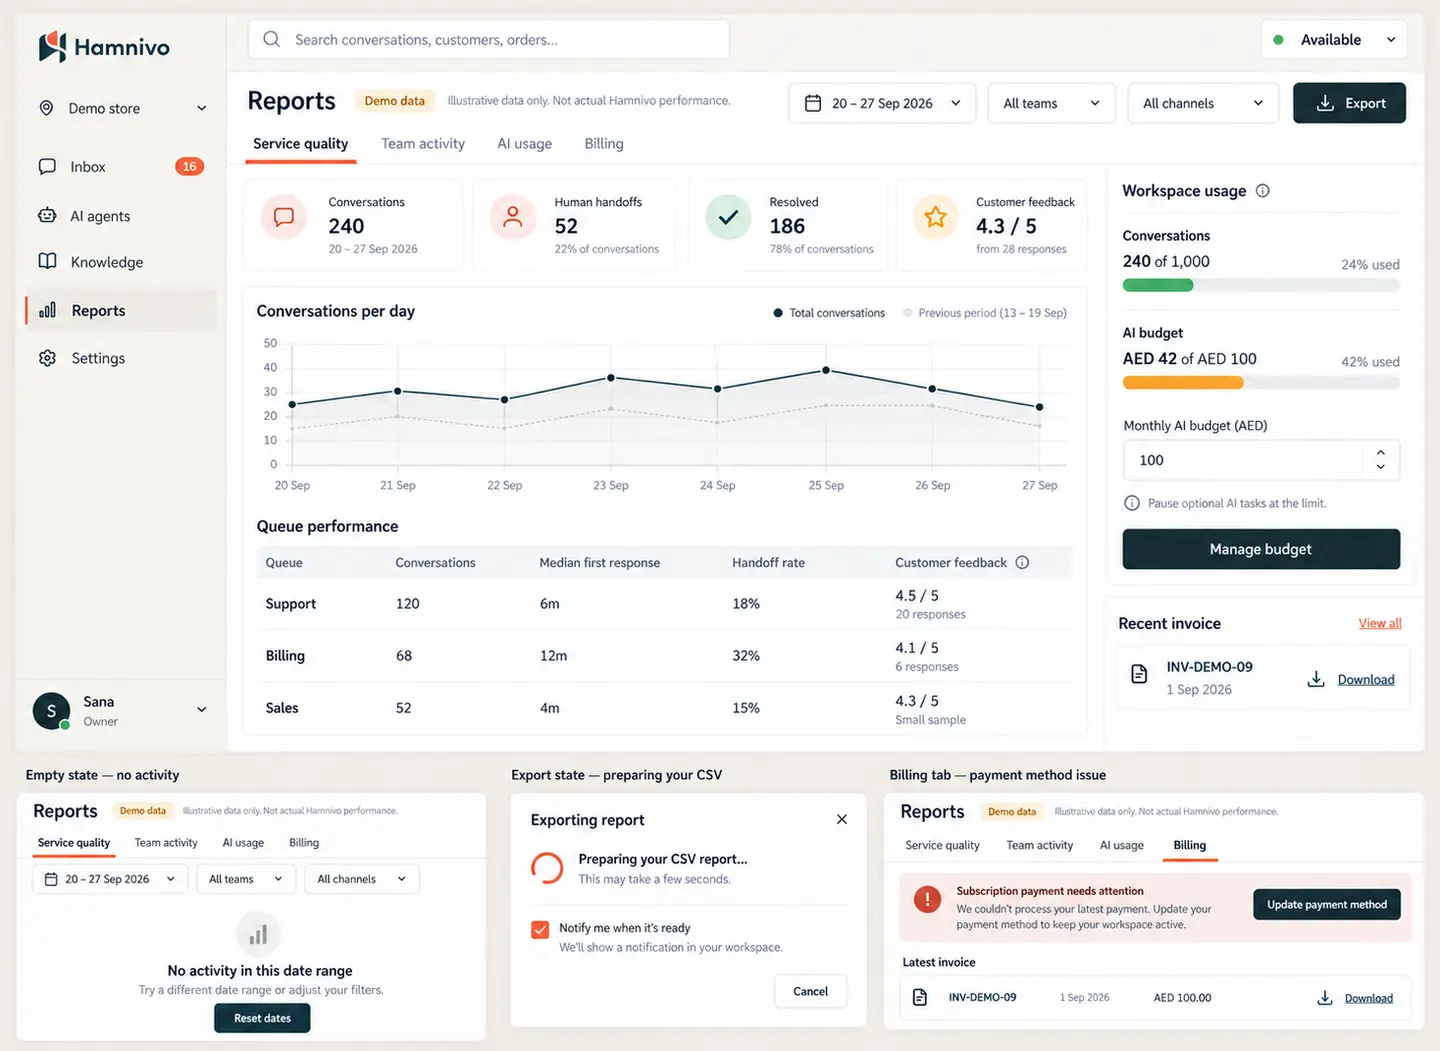 Hamnivo
Search conversations, customers, orders...
Available
Demo store
Inbox
16
AI agents
Knowledge
Reports
Settings
Sana
S
Owner
Reports
Demo data
Illustrative data only. Not actual Hamnivo performance.
20 – 27 Sep 2026
All teams
All channels
Export
Service quality
Team activity
AI usage
Billing
Conversations
240
20 – 27 Sep 2026
Human handoffs
52
22% of conversations
Resolved
186
78% of conversations
Customer feedback
4.3 / 5
from 28 responses
Conversations per day
Total conversations
Previous period (13 – 19 Sep)
50
40
30
20
10
0
20 Sep
21 Sep
22 Sep
23 Sep
24 Sep
25 Sep
26 Sep
27 Sep
Queue performance
Queue Conversations Median first response Handoff rate Customer feedback
Support 120 6m 18% 4.5 / 5
20 responses
Billing 68 12m 32% 4.1 / 5
6 responses
Sales 52 4m 15% 4.3 / 5
Small sample
Workspace usage
Conversations
240 of 1,000
24% used
AI budget
AED 42 of AED 100
42% used
Monthly AI budget (AED)
100
Pause optional AI tasks at the limit.
Manage budget
Recent invoice
View all
INV-DEMO-09
1 Sep 2026
Download
Empty state — no activity
Reports
Demo data
Illustrative data only. Not actual Hamnivo performance.
Service quality
Team activity
AI usage
Billing
20 – 27 Sep 2026
All teams
All channels
No activity in this date range
Try a different date range or adjust your filters.
Reset dates
Export state — preparing your CSV
Exporting report
Preparing your CSV report...
This may take a few seconds.
Notify me when it's ready
We'll show a notification in your workspace.
Cancel
Billing tab — payment method issue
Reports
Demo data
Illustrative data only. Not actual Hamnivo performance.
Service quality
Team activity
AI usage
Billing
Subscription payment needs attention
We couldn't process your latest payment. Update your
payment method to keep your workspace active.
Update payment method
Latest invoice
INV-DEMO-09
1 Sep 2026
AED 100.00
Download